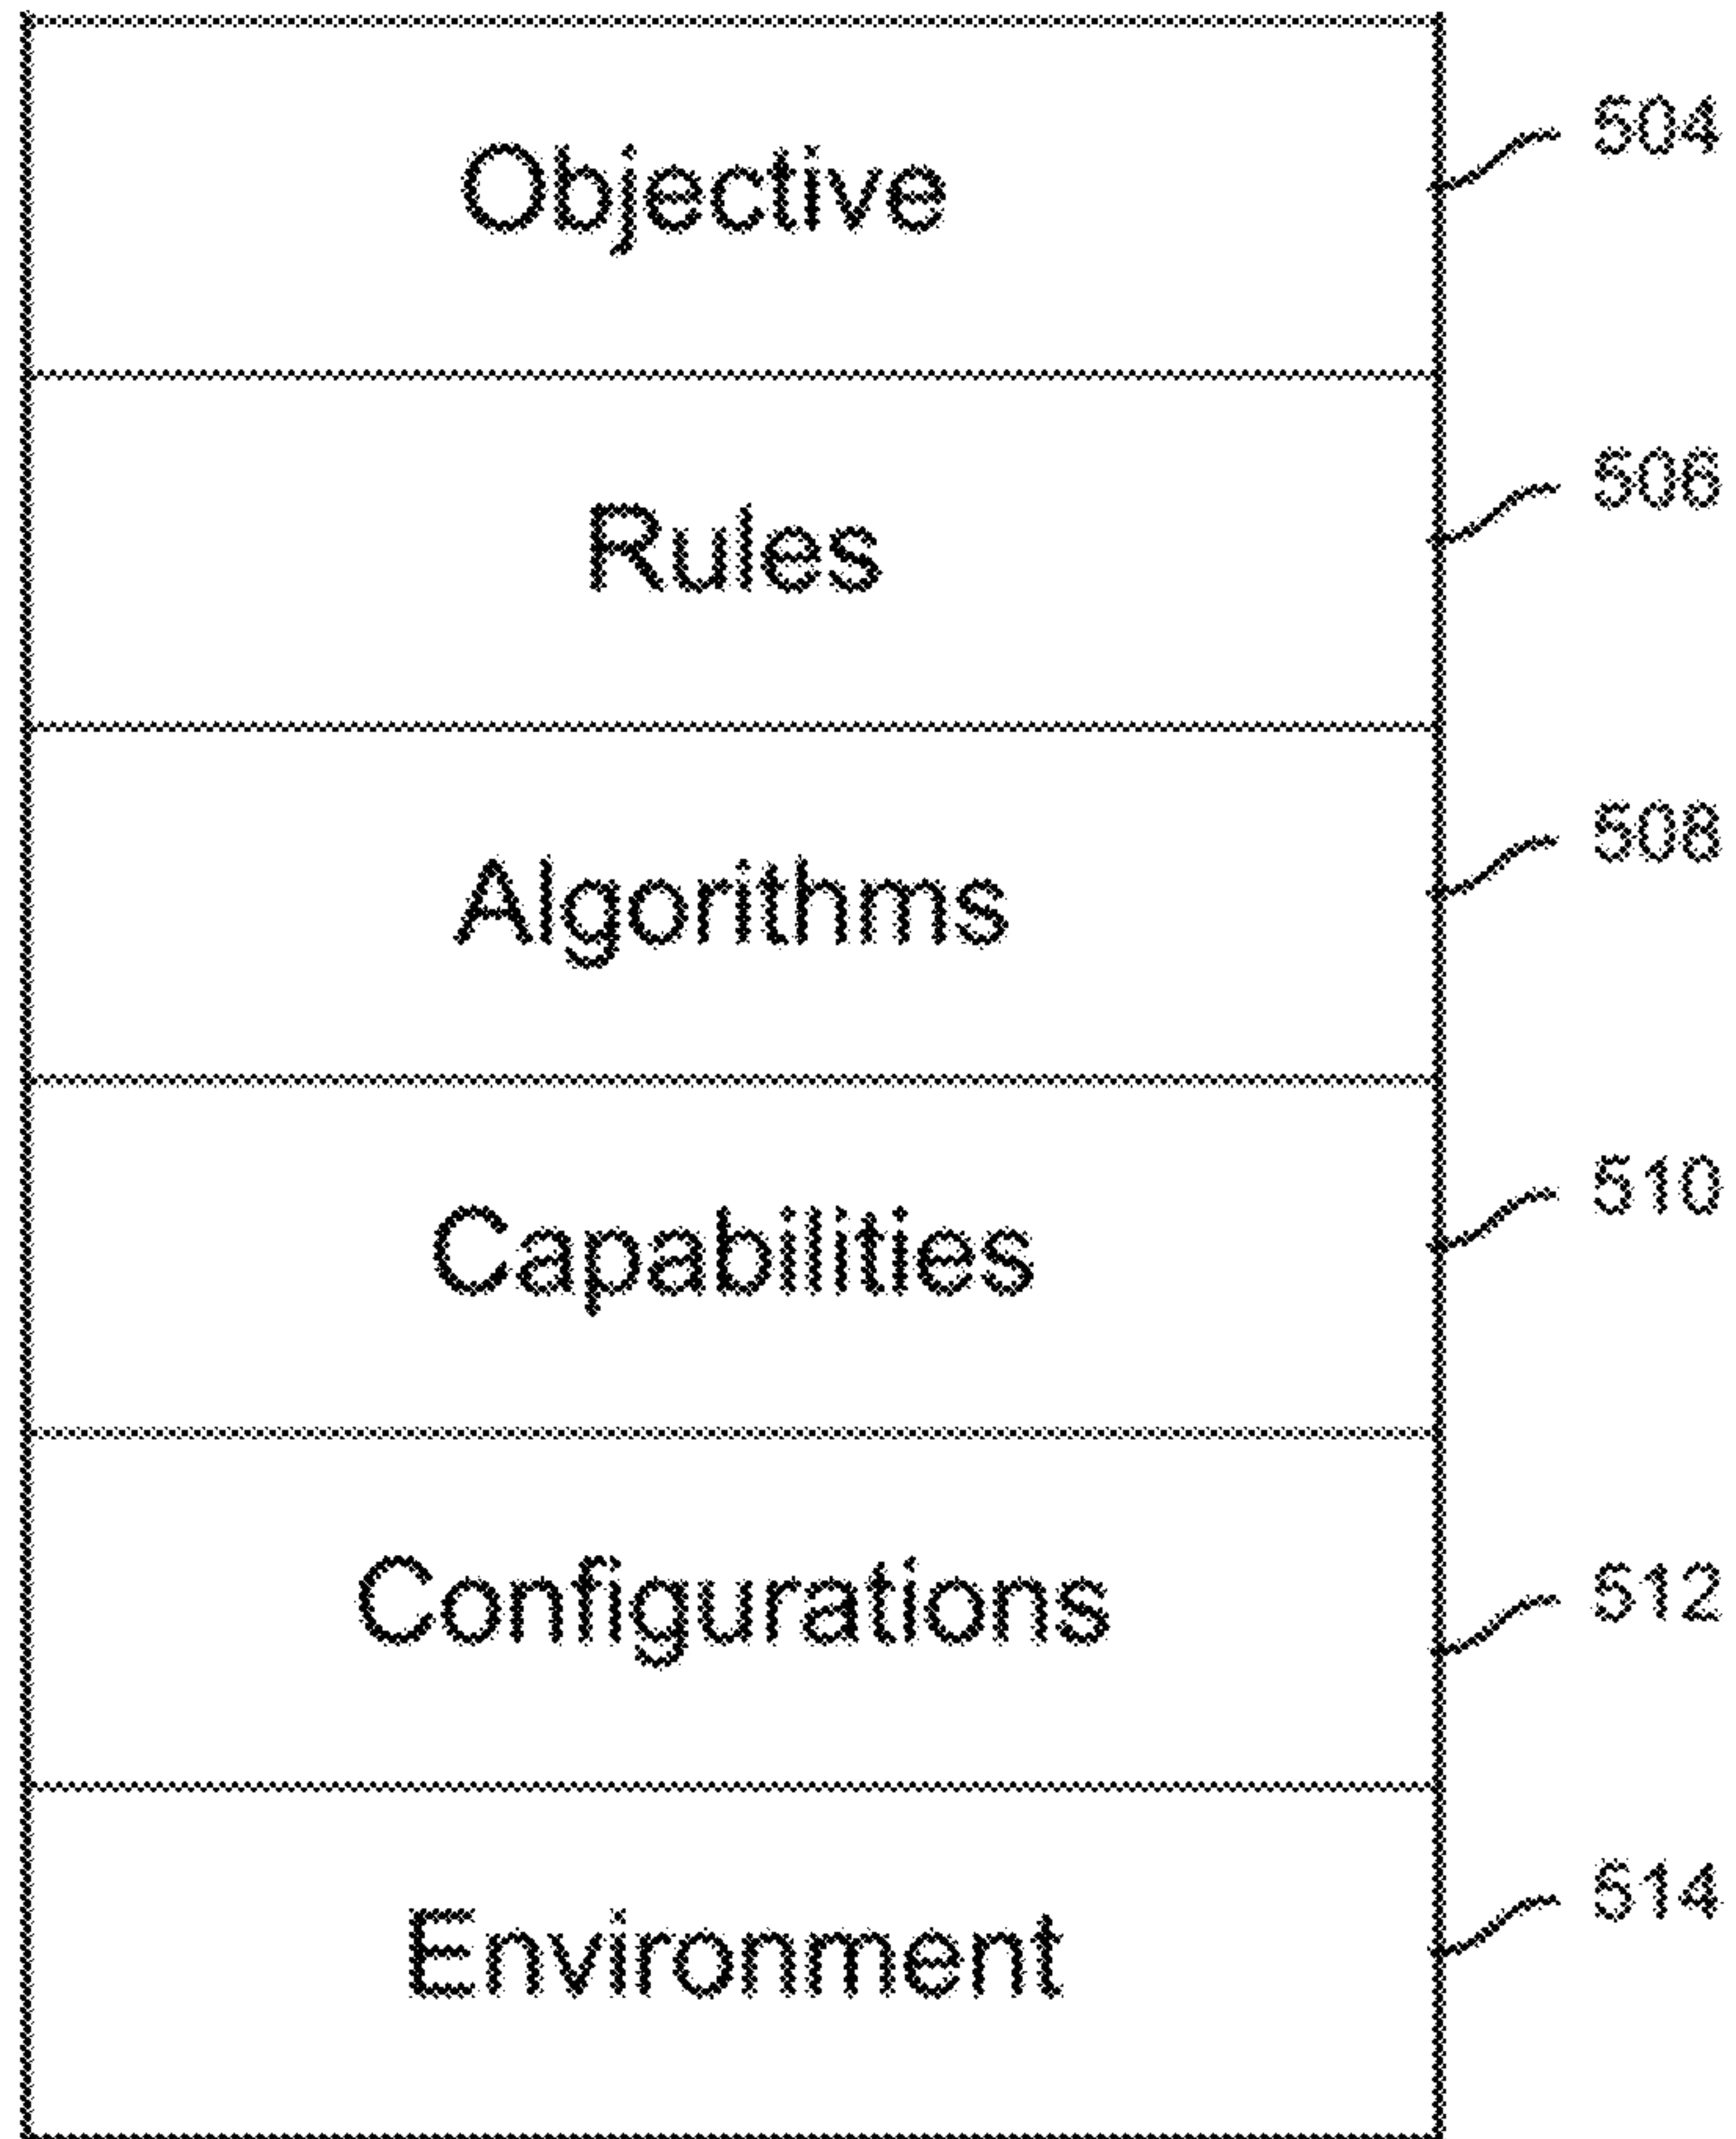 Objective 504
Rules 506
Algorithms 508
Capabilities 510
Configurations 512
Environment 514